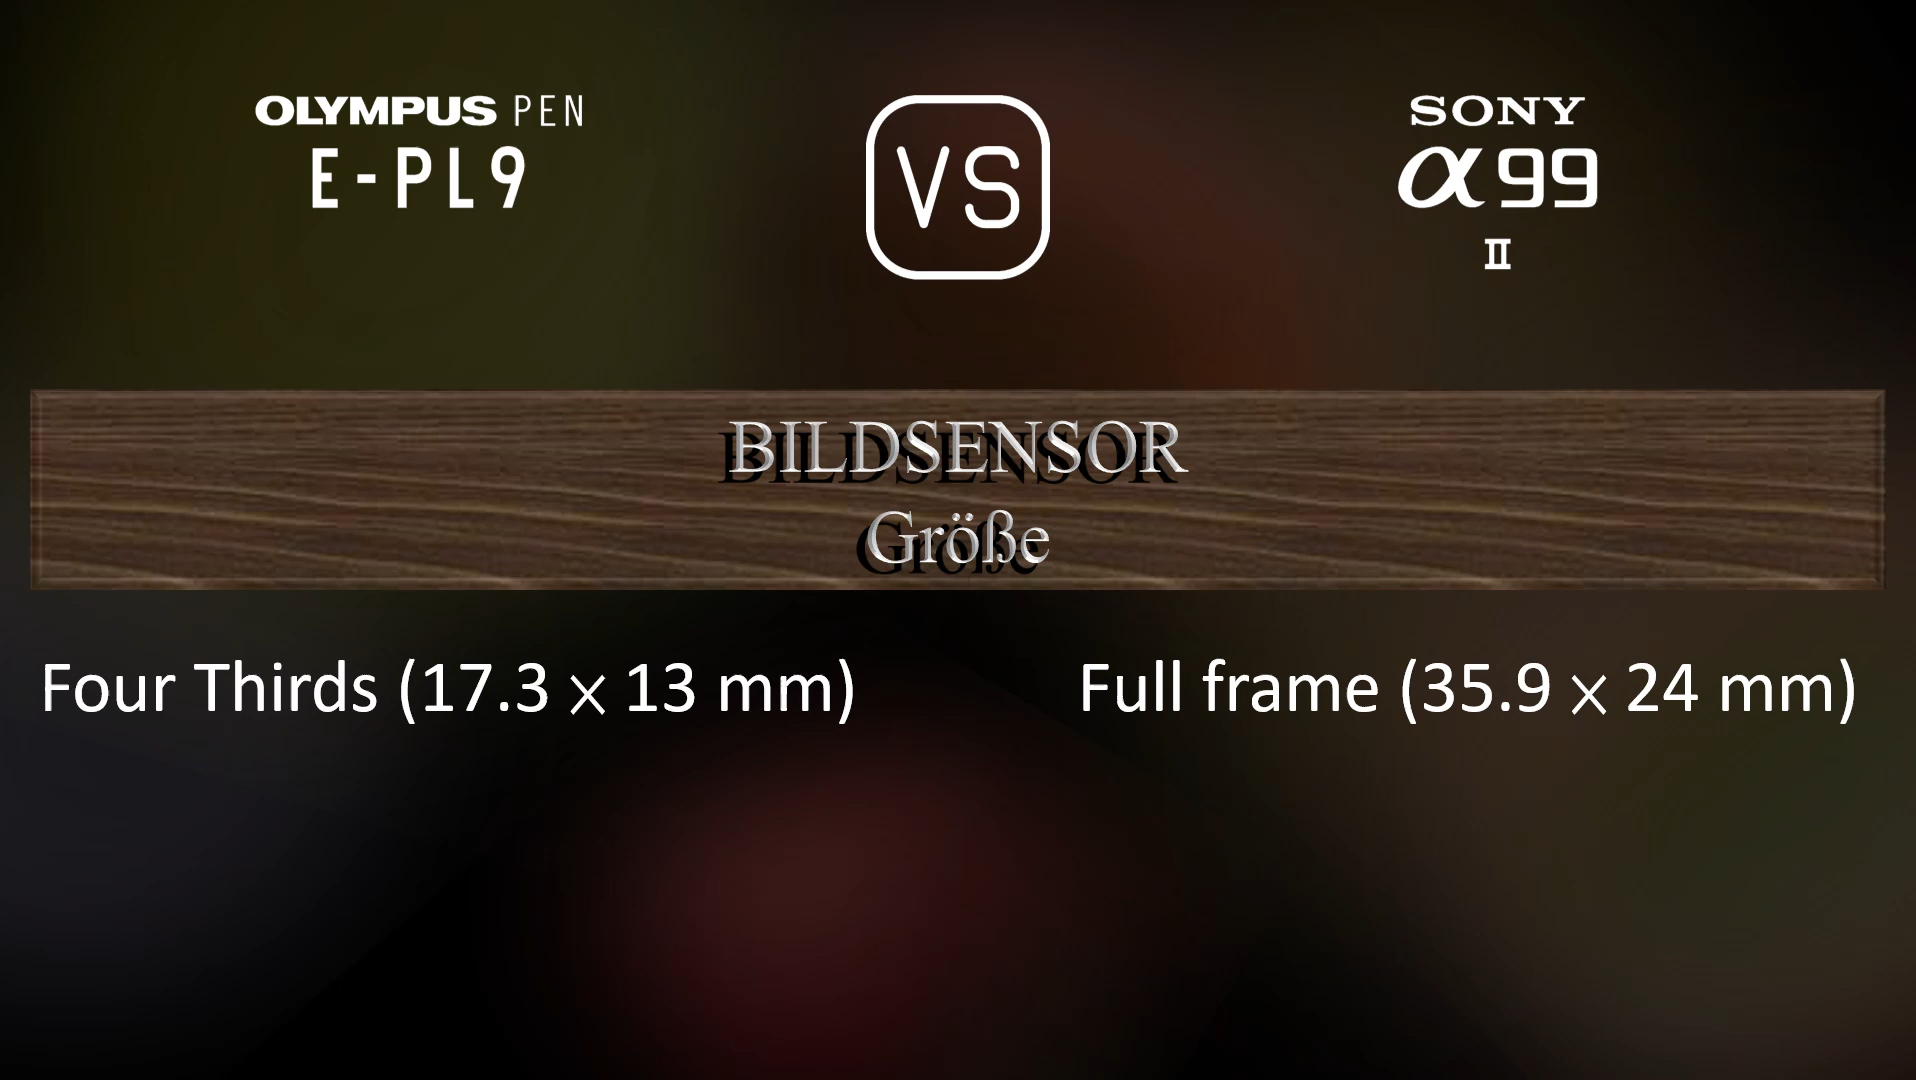 OLYMPUS PEN
E-PL9
VS
SONY
α99
II
BILDSENSOR
Größe
Four Thirds (17.3 x 13 mm)
Full frame (35.9 x 24 mm)